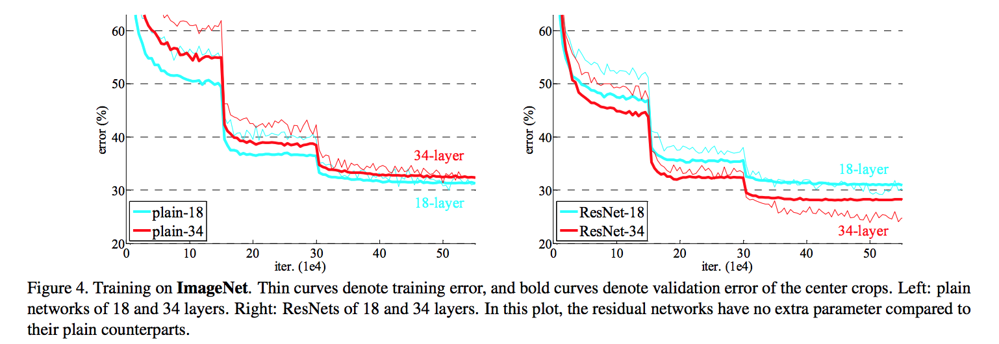 60
50
40
30
20
error (%)
0 10 20 30 40 50
iter. (1e4)
34-layer
18-layer
plain-18
plain-34
60
50
40
30
20
error (%)
0 10 20 30 40 50
iter. (1e4)
18-layer
34-layer
ResNet-18
ResNet-34
Figure 4. Training on ImageNet. Thin curves denote training error, and bold curves denote validation error of the center crops. Left: plain
networks of 18 and 34 layers. Right: ResNets of 18 and 34 layers. In this plot, the residual networks have no extra parameter compared to
their plain counterparts.